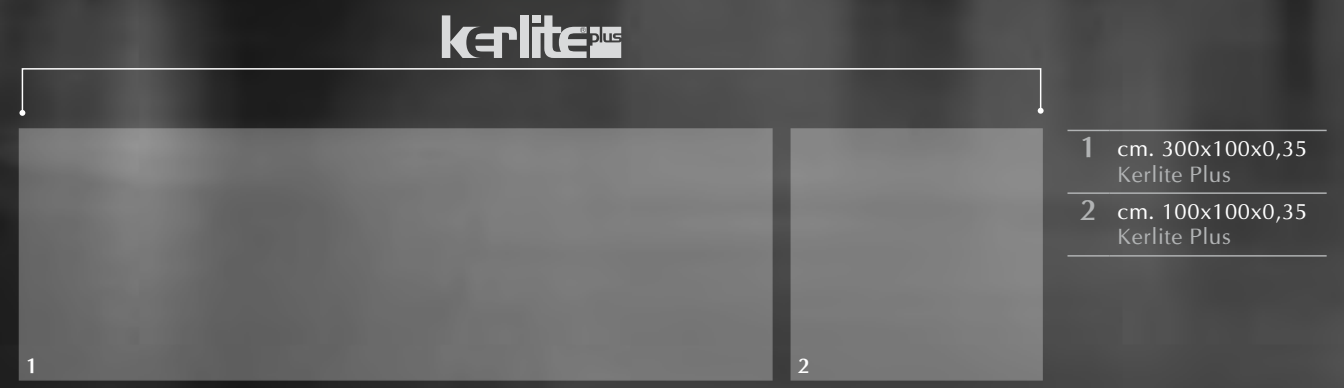 kerlite® plus
1 cm. 300x100x0,35
Kerlite Plus
2 cm. 100x100x0,35
Kerlite Plus
1
2